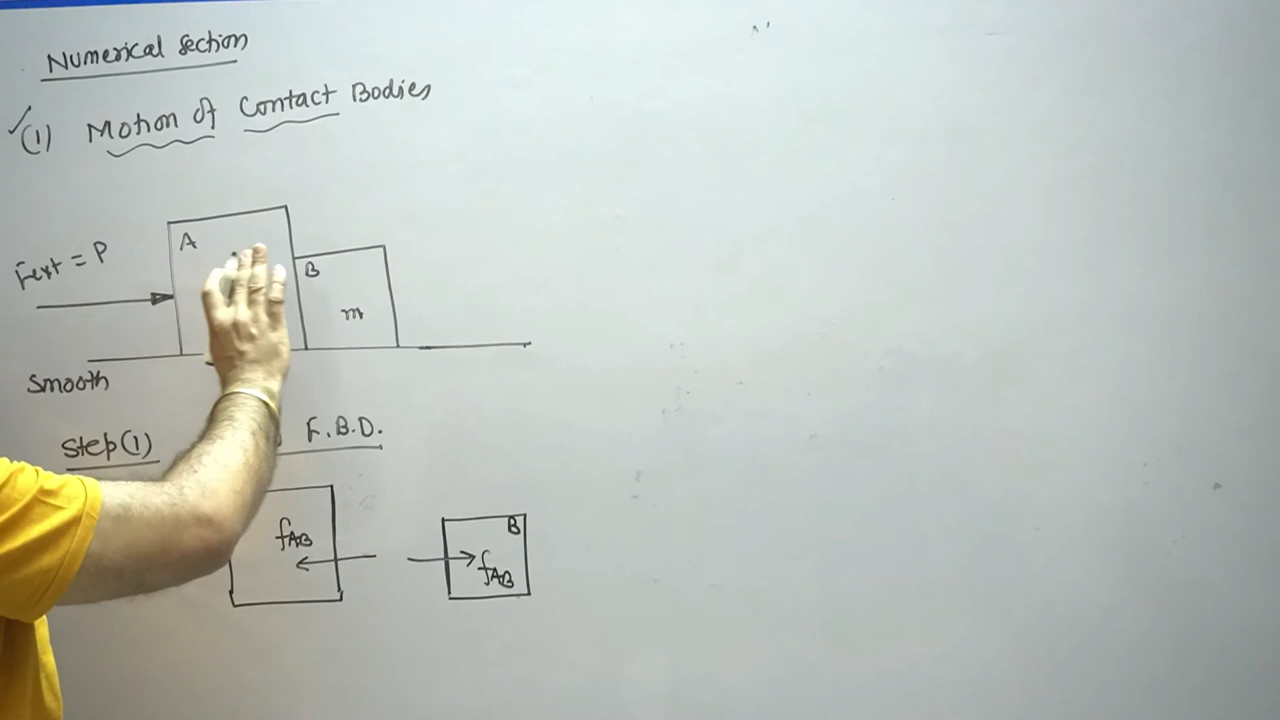 Numerical Section
(1) Motion of Contact Bodies
Fext = P
A
B
m
Smooth
Step(1)
F.B.D.
fAB
B
fAB